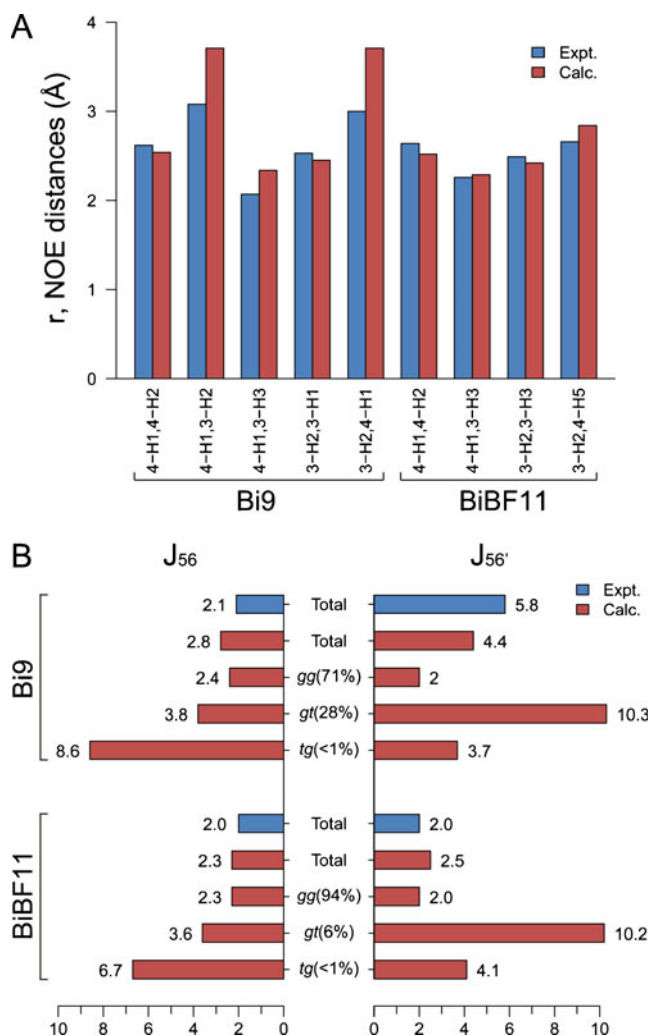 A
r, NOE distances (Å)
4
3
2
1
0
Expt.
Calc.
4−H1,4−H2
4−H1,3−H2
4−H1,3−H3
3−H2,3−H1
3−H2,4−H1
4−H1,4−H2
4−H1,3−H3
3−H2,3−H3
3−H2,4−H5
Bi9
BiBF11
B
J56
J56'
Expt.
Calc.
Bi9
2.1 Total 5.8
2.8 Total 4.4
2.4 gg(71%) 2
3.8 gt(28%) 10.3
8.6 tg(<1%) 3.7
BiBF11
2.0 Total 2.0
2.3 Total 2.5
2.3 gg(94%) 2.0
3.6 gt(6%) 10.2
6.7 tg(<1%) 4.1
10 8 6 4 2 0
0 2 4 6 8 10